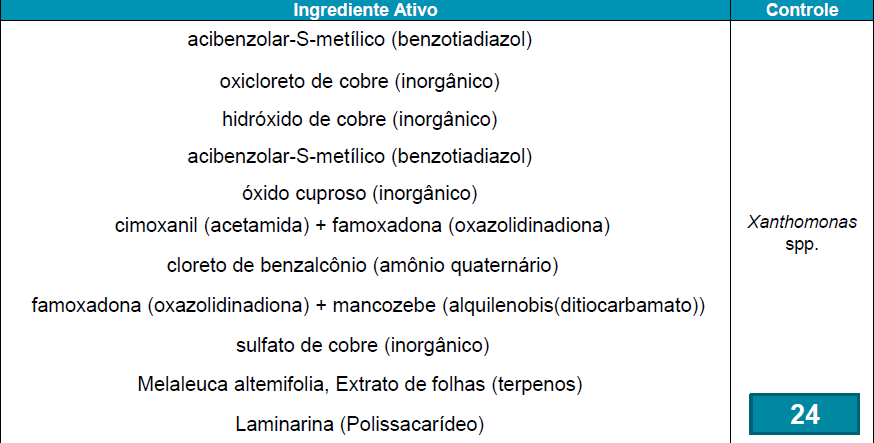 Ingrediente Ativo
Controle
acibenzolar-S-metílico (benzotiadiazol)
oxicloreto de cobre (inorgânico)
hidróxido de cobre (inorgânico)
acibenzolar-S-metílico (benzotiadiazol)
óxido cuproso (inorgânico)
cimoxanil (acetamida) + famoxadona (oxazolidinadiona)
cloreto de benzalcônio (amônio quaternário)
famoxadona (oxazolidinadiona) + mancozebe (alquilenobis(ditiocarbamato))
sulfato de cobre (inorgânico)
Melaleuca altemifolia, Extrato de folhas (terpenos)
Laminarina (Polissacarídeo)
Xanthomonas
spp.
24